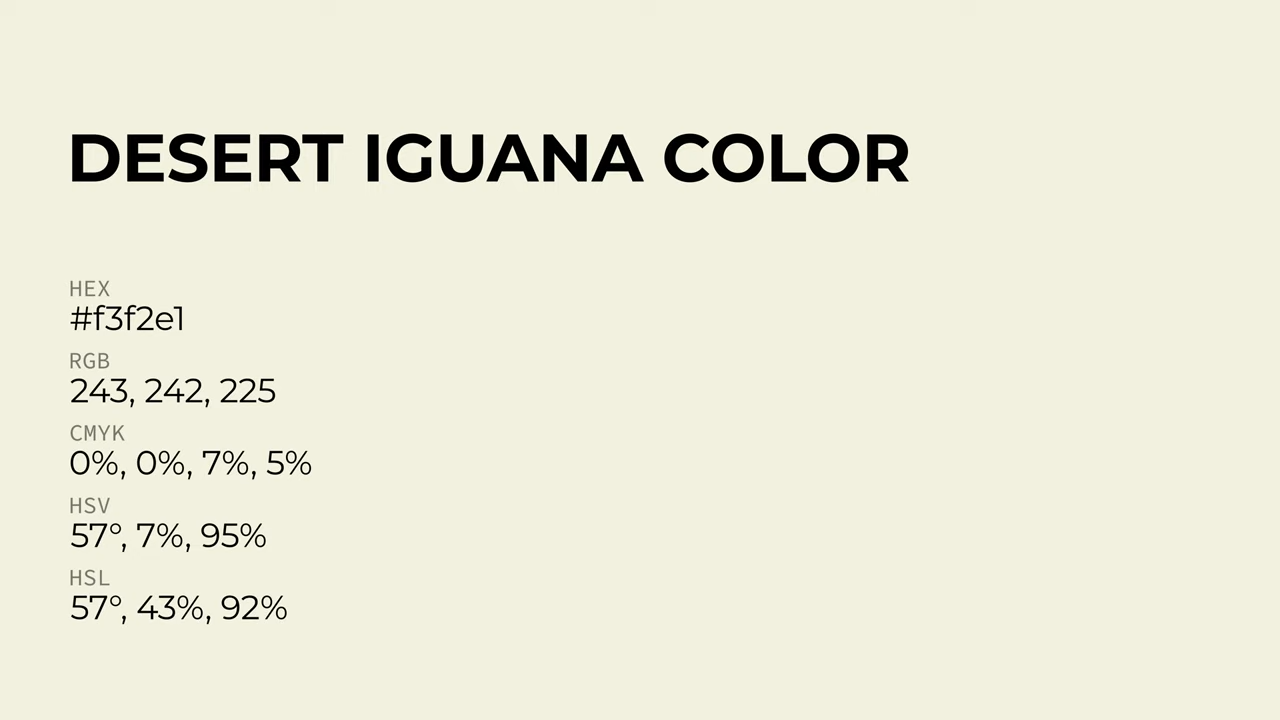 DESERT IGUANA COLOR
HEX
#f3f2e1
RGB
243, 242, 225
CMYK
0%, 0%, 7%, 5%
HSV
57°, 7%, 95%
HSL
57°, 43%, 92%